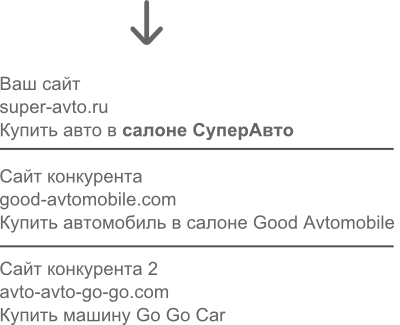 Ваш сайт
super-avto.ru
Купить авто в салоне СуперАвто
Сайт конкурента
good-avtomobile.com
Купить автомобиль в салоне Good Avtomobile
Сайт конкурента 2
avto-avto-go-go.com
Купить машину Go Go Car